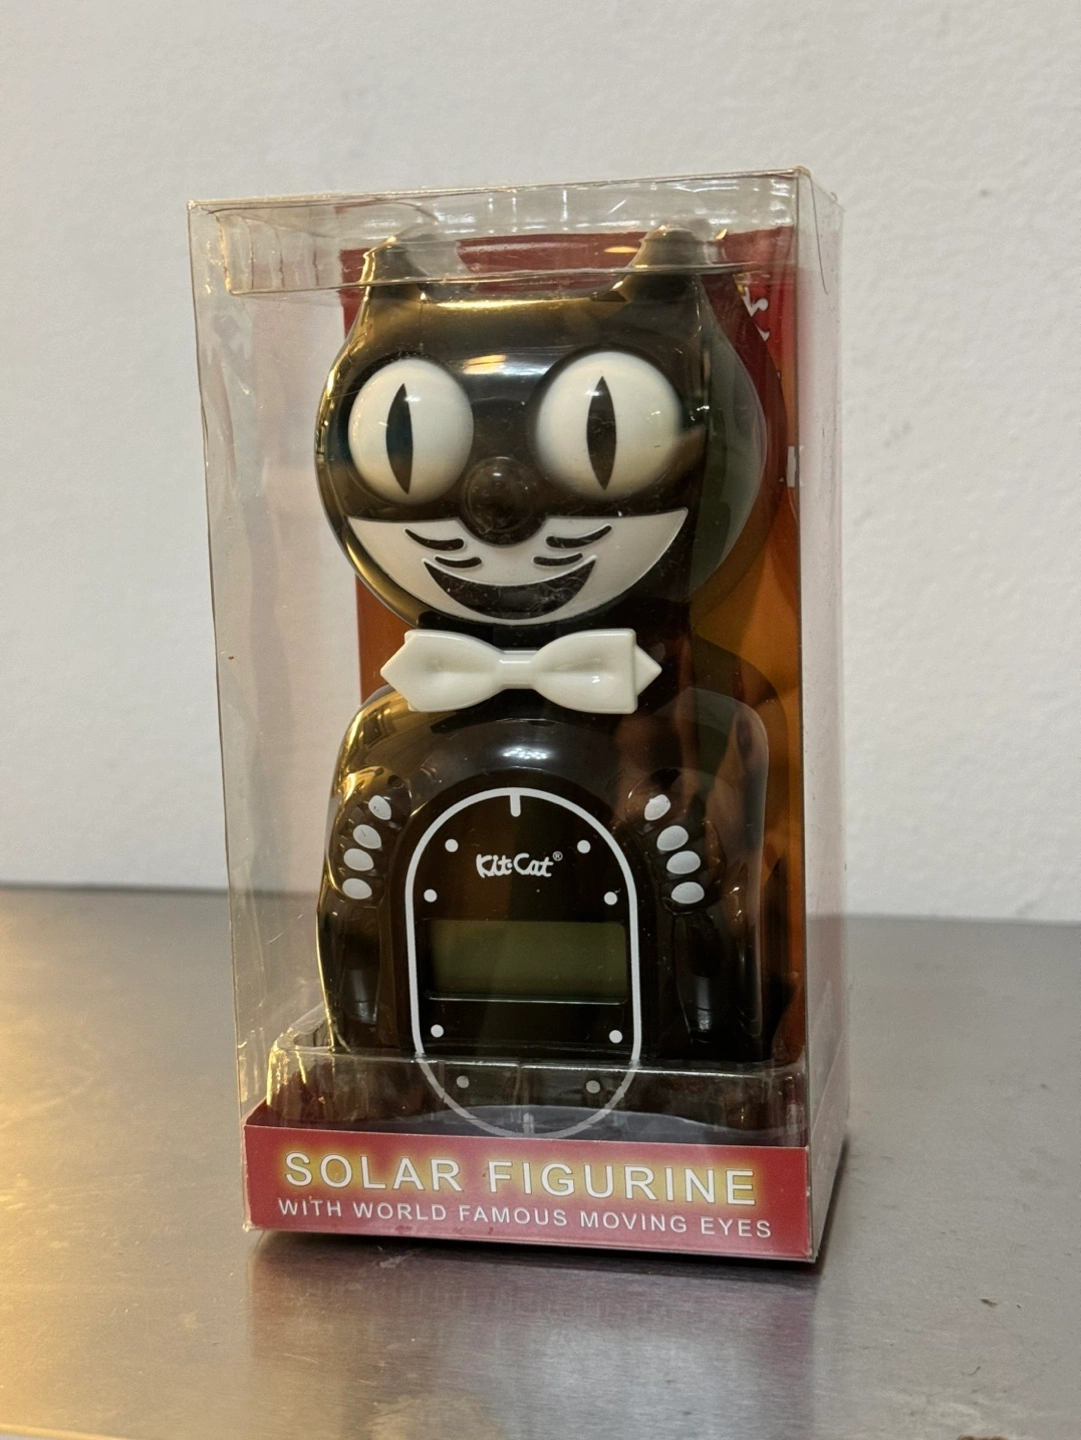 Kit-Cat®
SOLAR FIGURINE
WITH WORLD FAMOUS MOVING EYES